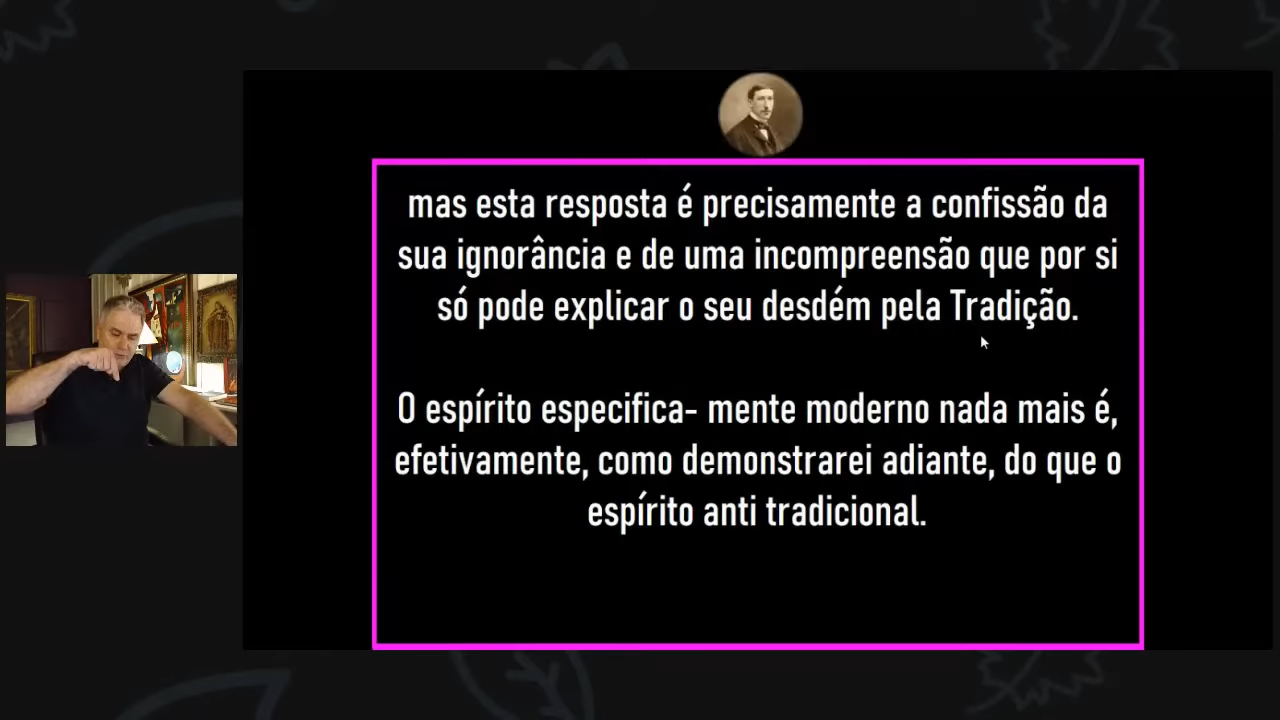 mas esta resposta é precisamente a confissão da
sua ignorância e de uma incompreensão que por si
só pode explicar o seu desdém pela Tradição.
O espírito especifica- mente moderno nada mais é,
efetivamente, como demonstrarei adiante, do que o
espírito anti tradicional.